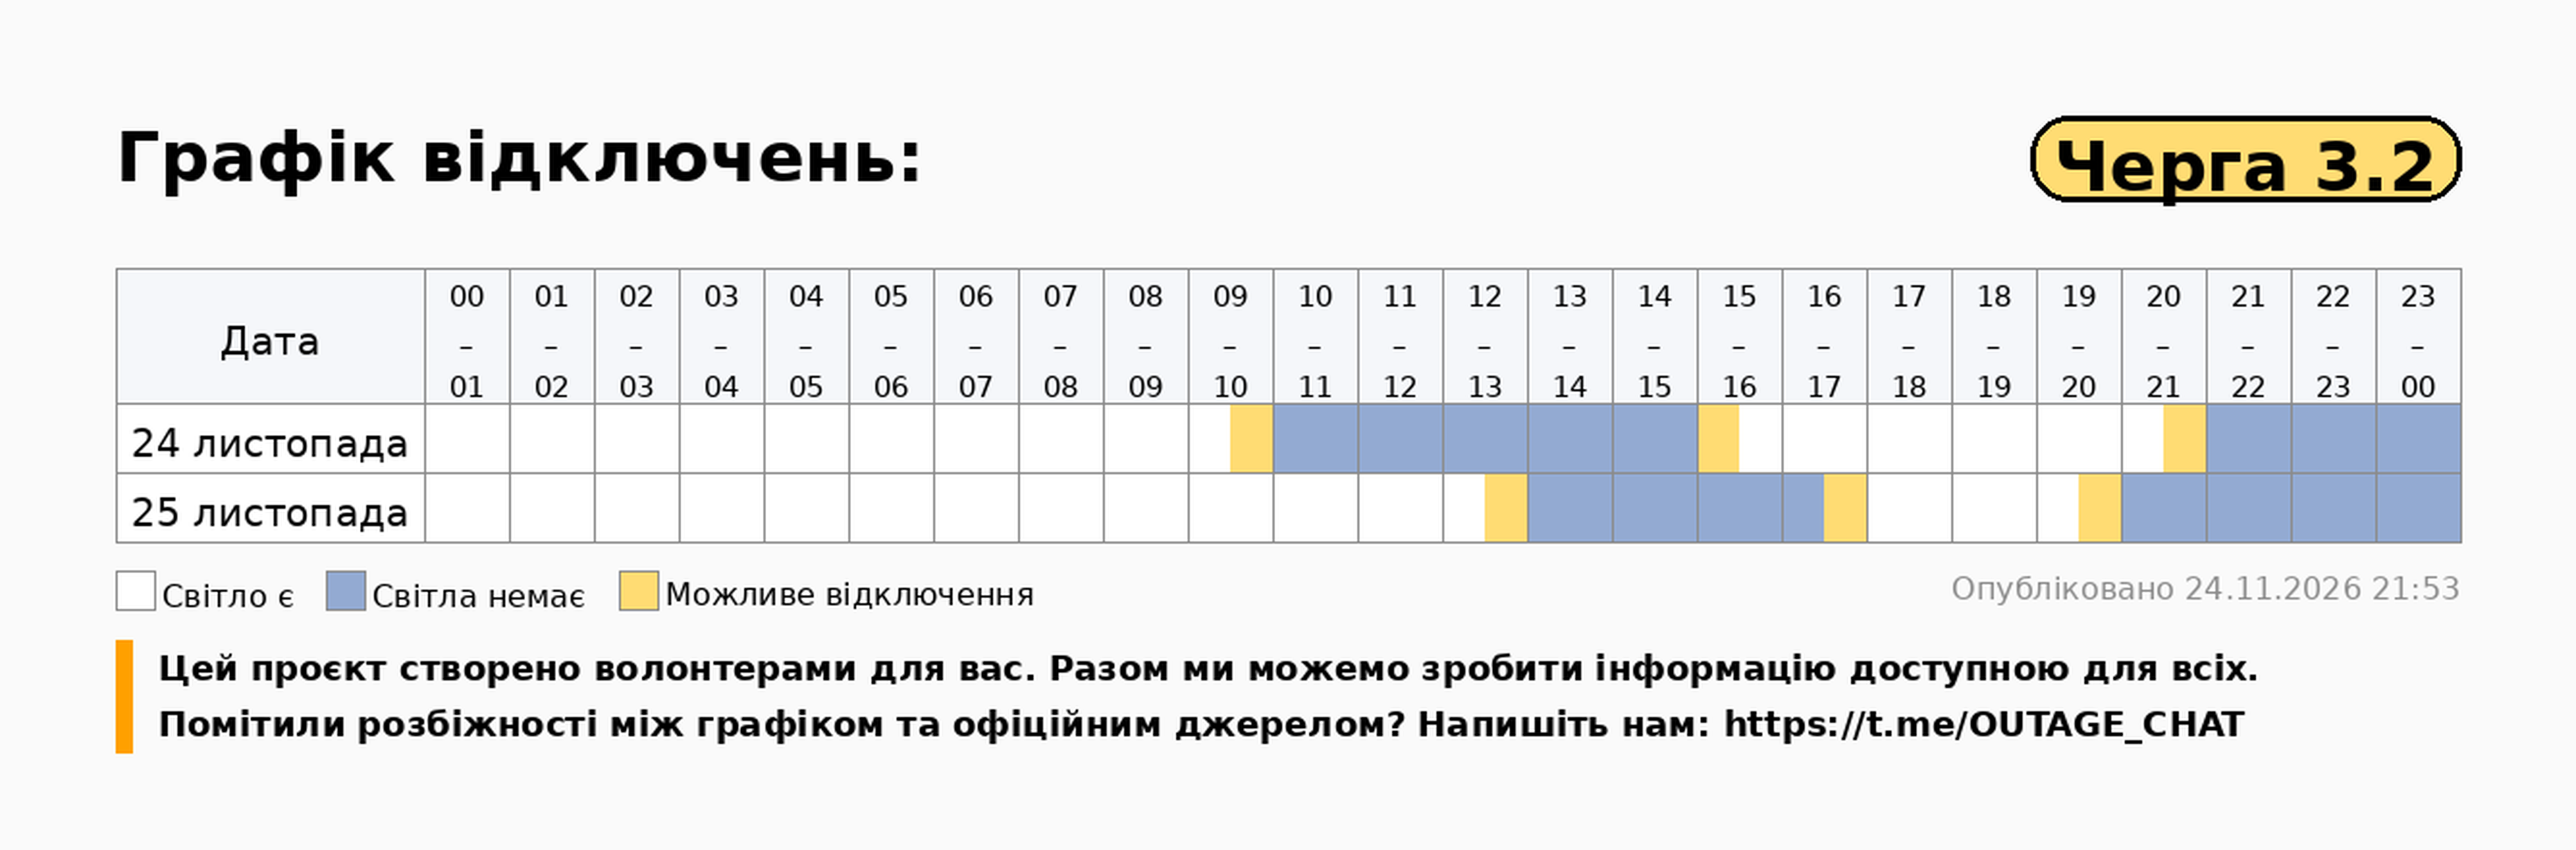 Графік відключень:
Черга 3.2
Дата
00 – 01
01 – 02
02 – 03
03 – 04
04 – 05
05 – 06
06 – 07
07 – 08
08 – 09
09 – 10
10 – 11
11 – 12
12 – 13
13 – 14
14 – 15
15 – 16
16 – 17
17 – 18
18 – 19
19 – 20
20 – 21
21 – 22
22 – 23
23 – 00
24 листопада
25 листопада
Світло є
Світла немає
Можливе відключення
Опубліковано 24.11.2026 21:53
Цей проєкт створено волонтерами для вас. Разом ми можемо зробити інформацію доступною для всіх.
Помітили розбіжності між графіком та офіційним джерелом? Напишіть нам: https://t.me/OUTAGE_CHAT